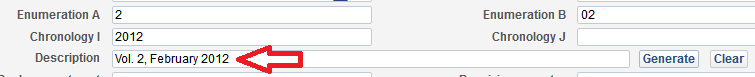 Enumeration A 2 Enumeration B 02
Chronology I 2012 Chronology J
Description Vol. 2, February 2012 Generate Clear